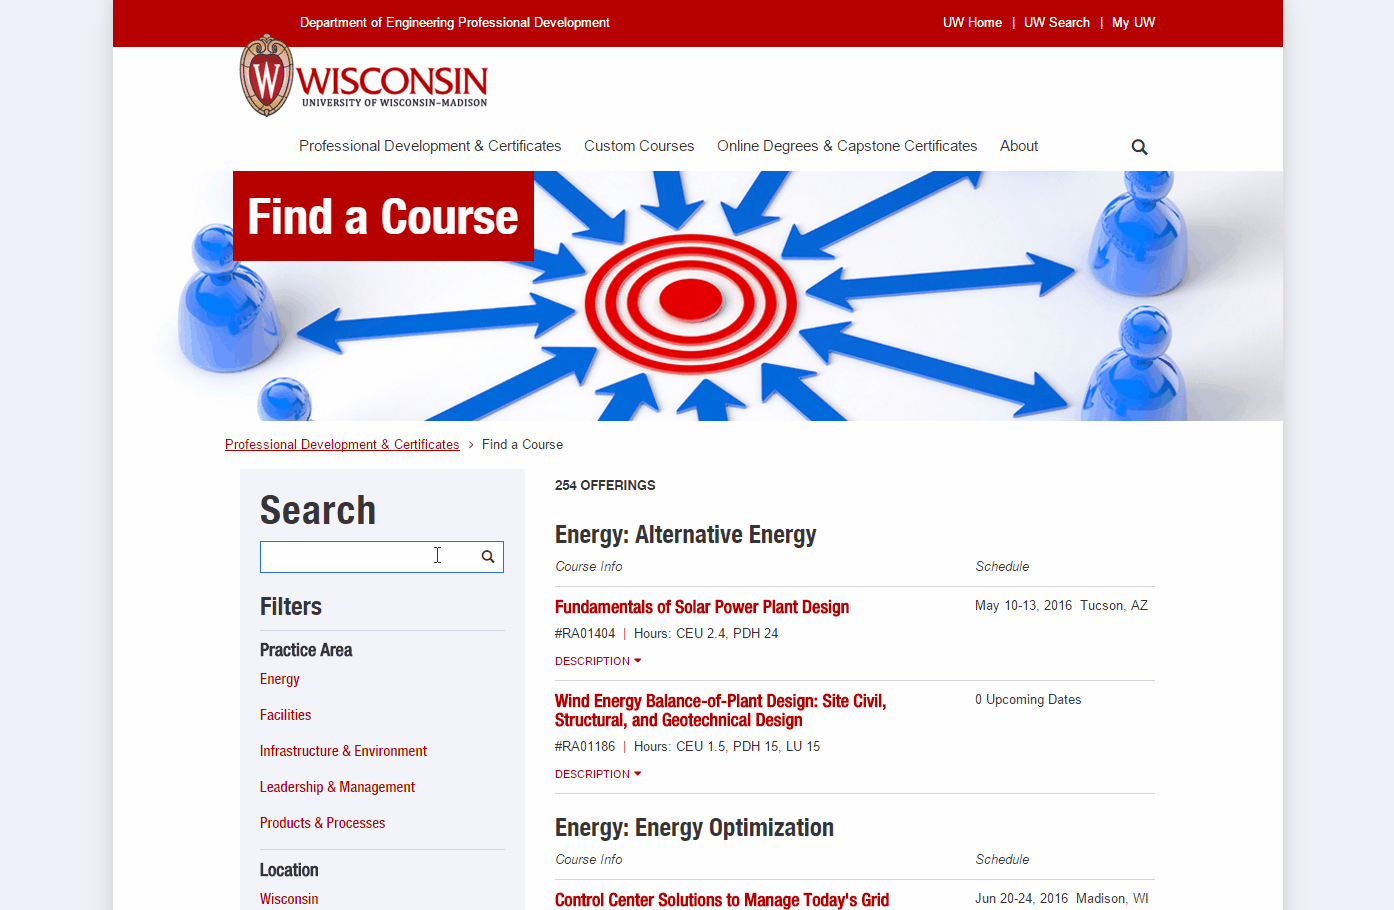 Department of Engineering Professional Development
UW Home | UW Search | My UW
W
WISCONSIN
UNIVERSITY OF WISCONSIN–MADISON
Professional Development & Certificates Custom Courses Online Degrees & Capstone Certificates About
Find a Course
Professional Development & Certificates > Find a Course
Search
Filters
Practice Area
Energy
Facilities
Infrastructure & Environment
Leadership & Management
Products & Processes
Location
Wisconsin
254 OFFERINGS
Energy: Alternative Energy
Course Info Schedule
Fundamentals of Solar Power Plant Design May 10-13, 2016 Tucson, AZ
#RA01404 | Hours: CEU 2.4, PDH 24
DESCRIPTION
Wind Energy Balance-of-Plant Design: Site Civil, 0 Upcoming Dates
Structural, and Geotechnical Design
#RA01186 | Hours: CEU 1.5, PDH 15, LU 15
DESCRIPTION
Energy: Energy Optimization
Course Info Schedule
Control Center Solutions to Manage Today's Grid Jun 20-24, 2016 Madison, WI